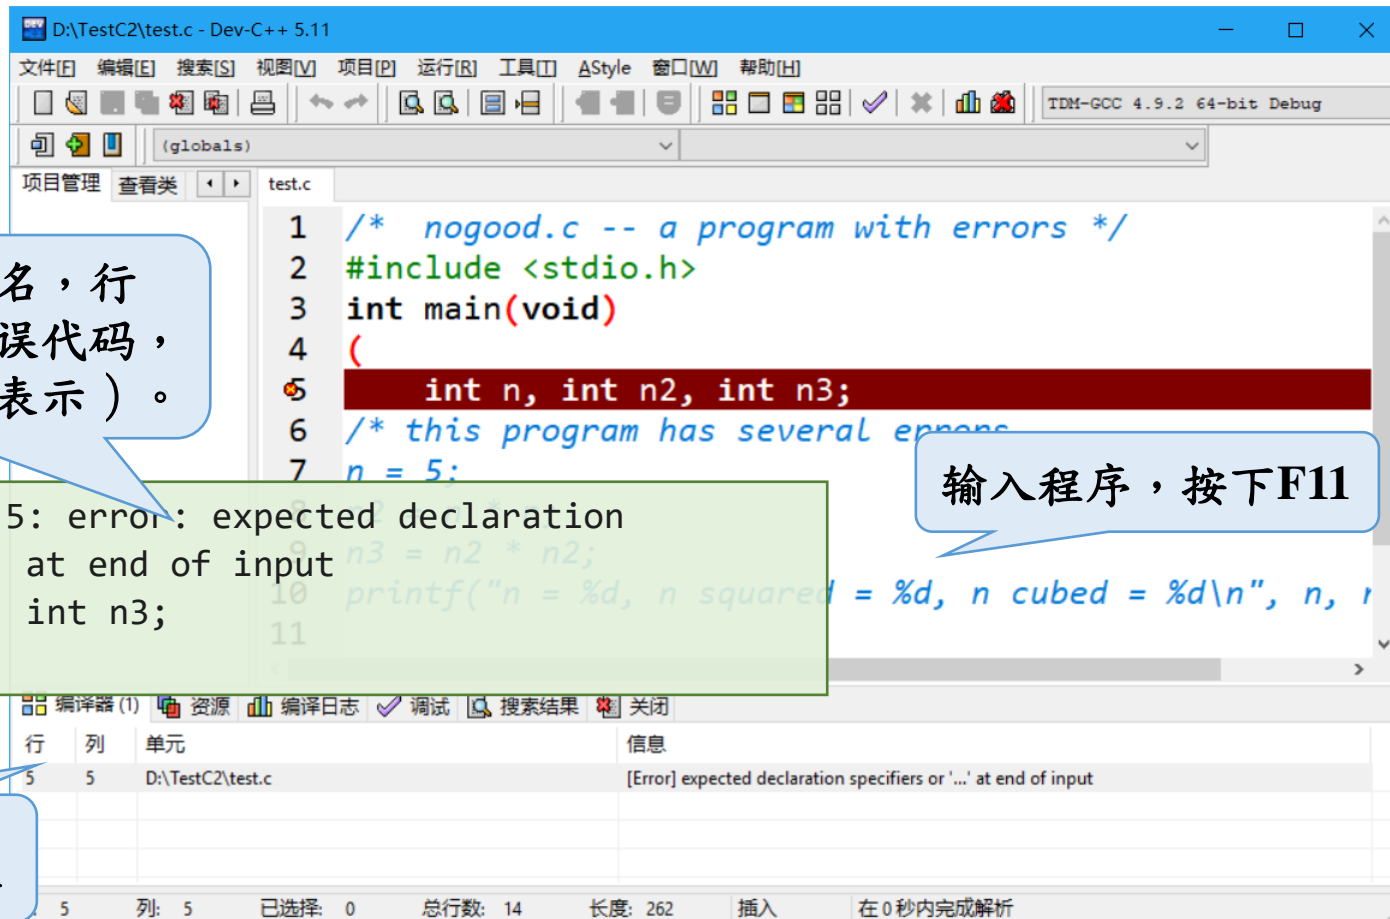 D:\TestC2\test.c - Dev-C++ 5.11
文件[F] 编辑[E] 搜索[S] 视图[V] 项目[P] 运行[R] 工具[T] AStyle 窗口[W] 帮助[H]
TDM-GCC 4.9.2 64-bit Debug
(globals)
项目管理 查看类 test.c
1 /* nogood.c -- a program with errors */
2 #include <stdio.h>
3 int main(void)
4 (
5 int n, int n2, int n3;
6 /* this program has several errors
7 n = 5;
8 n2 = n *
9 n3 = n2 * n2;
10 printf("n = %d, n squared = %d, n cubed = %d\n", n,
11
名，行
误代码，
表示）。
输入程序，按下F11
5: error: expected declaration
at end of input
int n3;
编译器 (1) 资源 编译日志 调试 搜索结果 关闭
行 列 单元 信息
5 5 D:\TestC2\test.c [Error] expected declaration specifiers or '...' at end of input
5 列: 5 已选择: 0 总行数: 14 长度: 262 插入 在 0 秒内完成解析